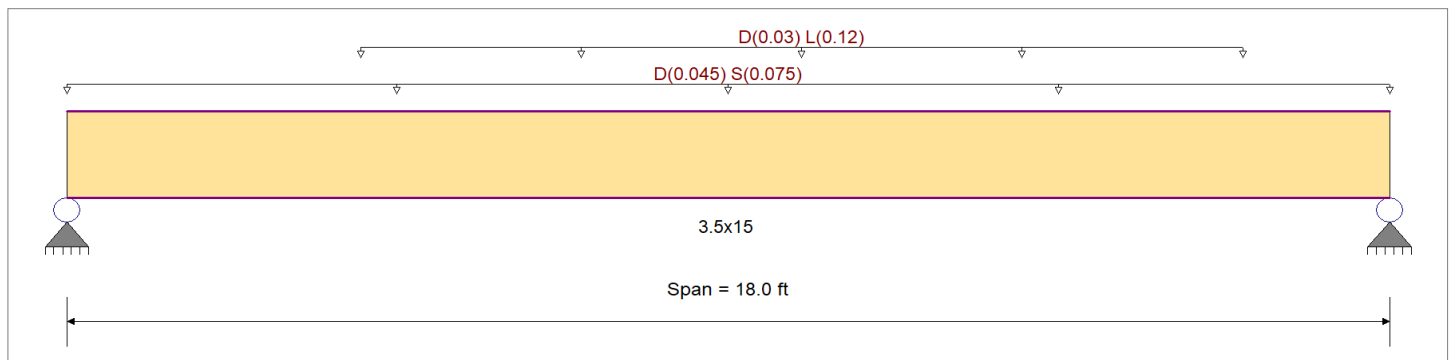 D(0.03) L(0.12)
D(0.045) S(0.075)
3.5x15
Span = 18.0 ft